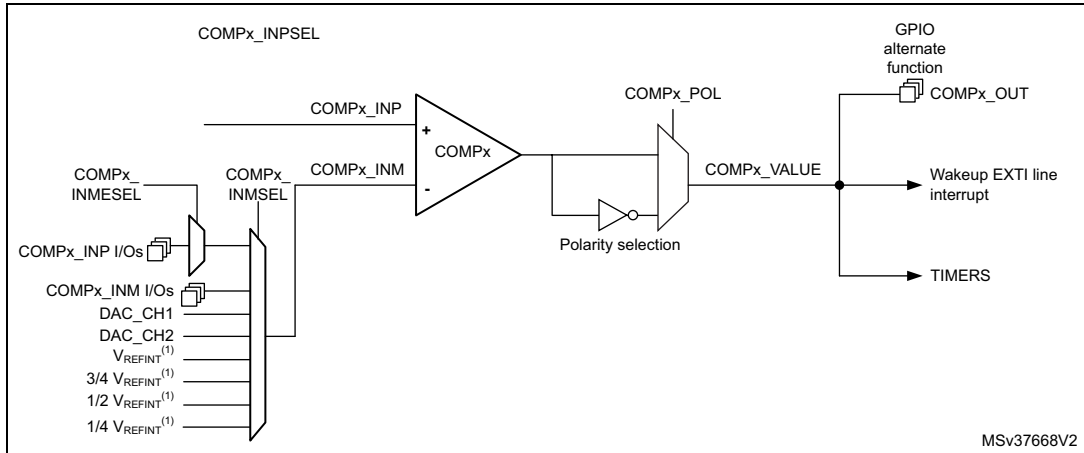 COMPx_INPSEL
GPIO
alternate
function
COMPx_POL
COMPx_OUT
COMPx_INP
+
COMPx
COMPx_
INMESEL
COMPx_
INMSEL
COMPx_INM
-
COMPx_VALUE
Wakeup EXTI line
interrupt
Polarity selection
COMPx_INP I/Os
COMPx_INM I/Os
TIMERS
DAC_CH1
DAC_CH2
VREFINT(1)
3/4 VREFINT(1)
1/2 VREFINT(1)
1/4 VREFINT(1)
MSv37668V2